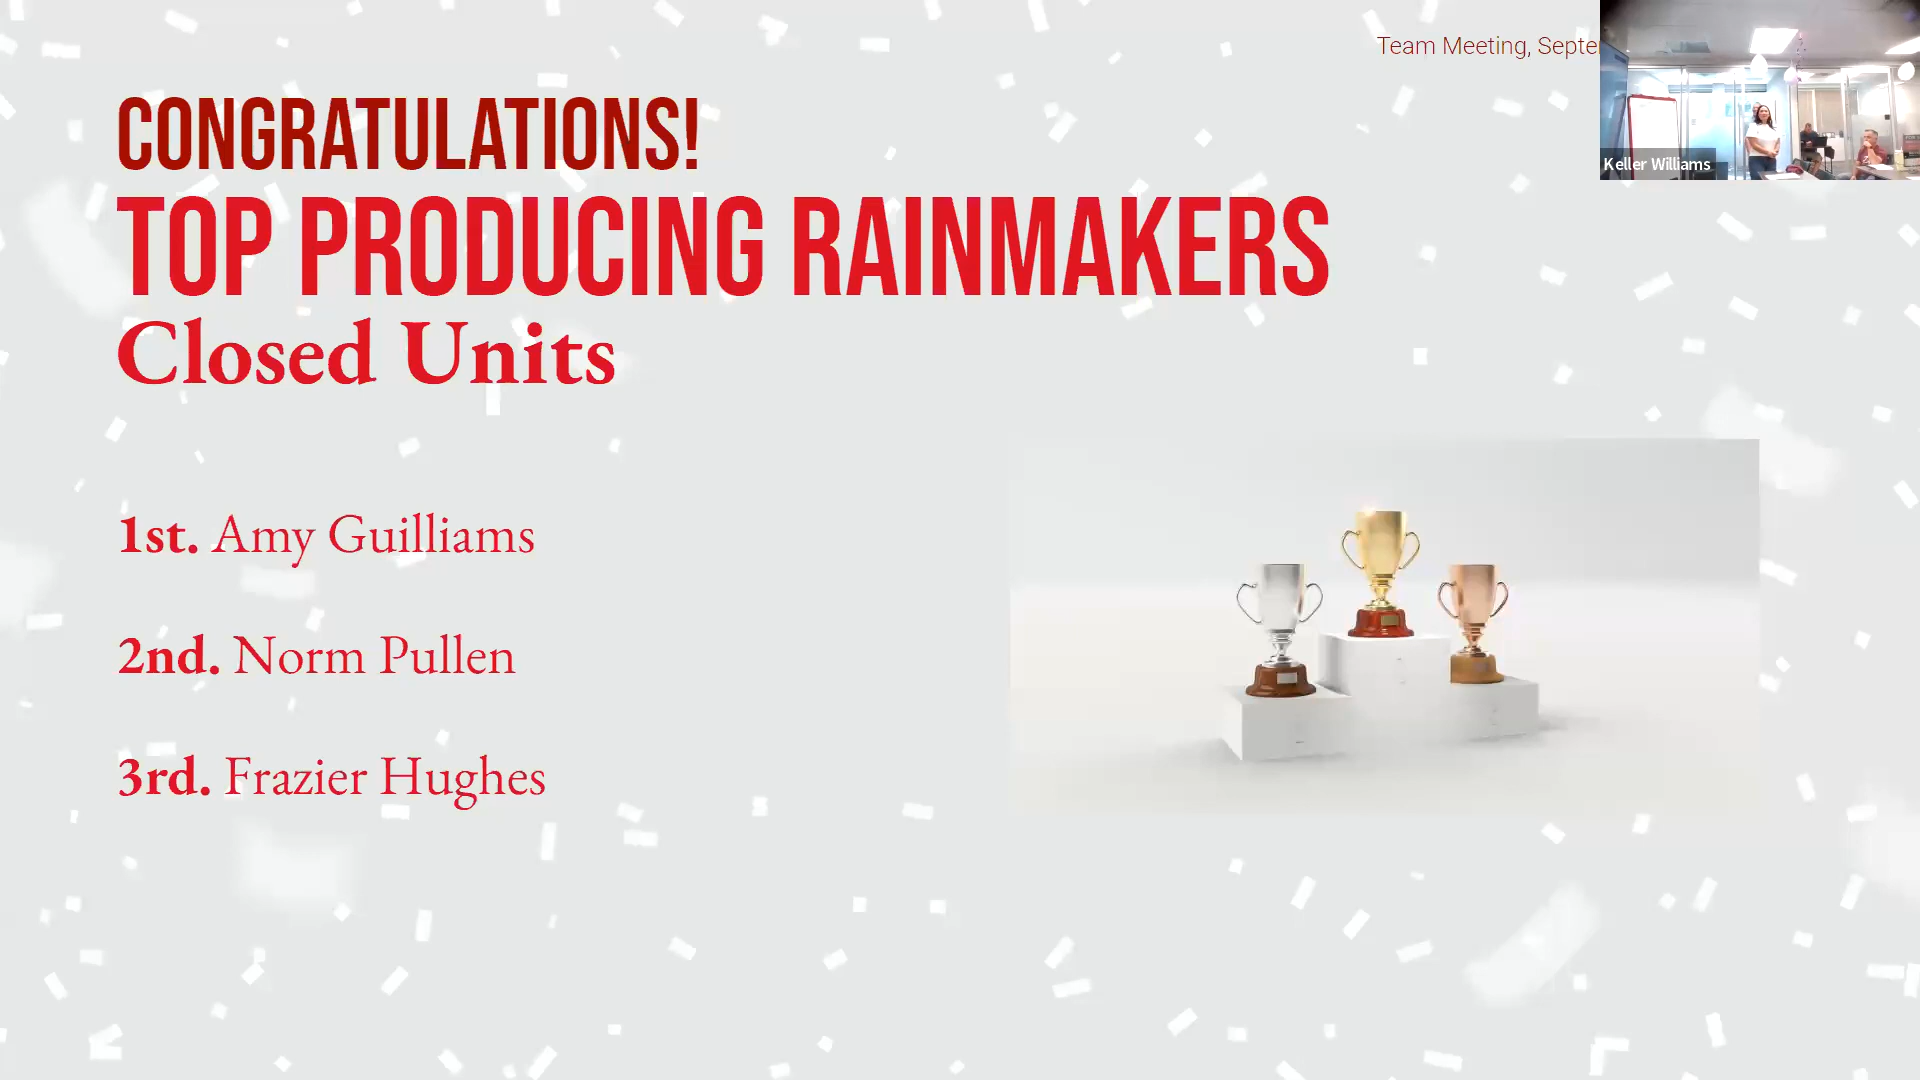 Team Meeting, Septe
CONGRATULATIONS!
Keller Williams
TOP PRODUCING RAINMAKERS
Closed Units
1st. Amy Guilliams
2nd. Norm Pullen
3rd. Frazier Hughes